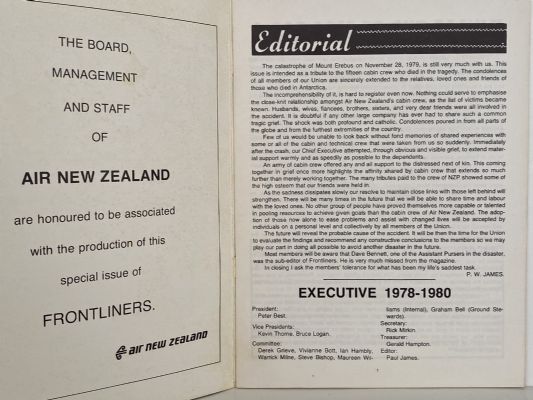 THE BOARD,
MANAGEMENT
AND STAFF
OF
AIR NEW ZEALAND
are honoured to be associated
with the production of this
special issue of
FRONTLINERS.
air new zealand
Editorial
The catastrophe of Mount Erebus on November 28, 1979, is still very much with us. This
issue is intended as a tribute to the fifteen cabin crew who died in the tragedy. The condolences
of all members of our Union are sincerely extended to the relatives, loved ones and friends of
those who died in Antarctica.
The incomprehensibility of it, is hard to register even now. Nothing could serve to emphasise
the close-knit relationship amongst Air New Zealand's cabin crew, as the list of victims became
known. Husbands, wives, fiancees, brothers, sisters, and very dear friends were all involved in
the accident. It is doubtful if any other large company has ever had to share such a common
tragic grief. The shock was both profound and catholic. Condolences poured in from all parts of
the globe and from the furthest extremities of the country.
Few of us would be unable to look back without fond memories of shared experiences with
some or all of the cabin and technical crew that were taken from us so suddenly. Immediately
after the crash, our Chief Executive attempted, through obvious and visible grief, to extend mater-
ial support warmly and as speedily as possible to the dependents.
An army of cabin crew offered any and all support to the distressed next of kin. This coming
together in grief once more highlights the affinity shared by cabin crew that extends so much
further than merely working together. The many tributes paid to the crew of NZP showed some of
the high esteem that our friends were held in.
As the sadness dissipates slowly our resolve to maintain close links with those left behind will
strengthen. There will be many times in the future that we will be able to share time and labour
with the loved ones. No other group of people have proved themselves more capable or talented
in pooling resources to achieve given goals than the cabin crew of Air New Zealand. The adop-
tion of those now alone to ease problems and assist with changed lives will be accepted by
individuals on a personal level and collectively by all members of the Union.
The future will reveal the probable cause of the accident. It will be then the time for the Union
to evaluate the findings and recommend any constructive conclusions to the members so we may
play our part in doing all possible to avoid another disaster in the future.
Most members will be aware that Dave Bennett, one of the Assistant Pursers in the disaster,
was the sub-editor of Frontliners. He is very much missed from the magazine.
In closing I ask the members' tolerance for what has been my life's saddest task.
P. W. JAMES.
EXECUTIVE 1978-1980
President:
Peter Best.
Vice Presidents:
Kevin Thorne, Bruce Logan.
Committee:
Derek Grieve, Vivianne Bott, Ian Hambly,
Warrick Milne, Steve Bishop, Maureen Wil-
liams (Internal), Graham Bell (Ground Ste-
wards).
Secretary:
Rick Mirkin.
Treasurer:
Gerald Hampton.
Editor:
Paul James.